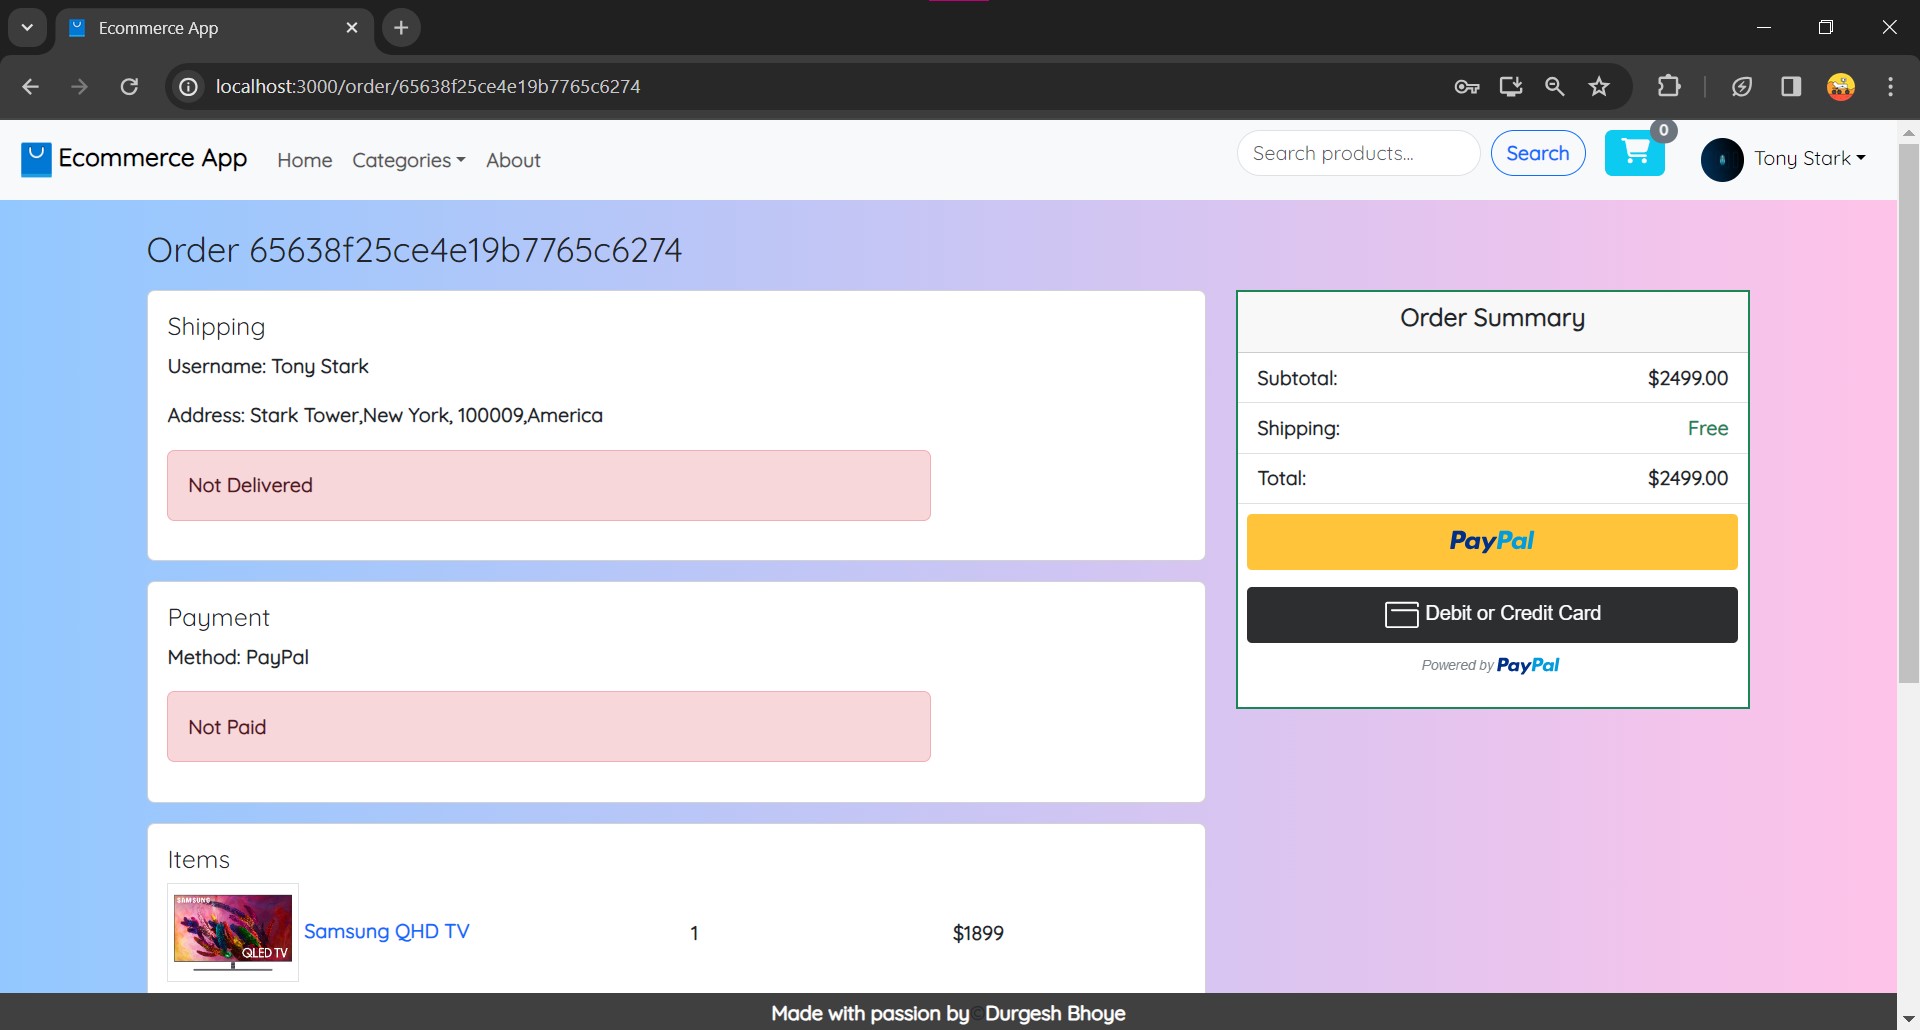 Ecommerce App
localhost:3000/order/65638f25ce4e19b7765c6274
Ecommerce App Home Categories About Search products... Search 0 Tony Stark
Order 65638f25ce4e19b7765c6274
Shipping
Username: Tony Stark
Address: Stark Tower,New York, 100009,America
Not Delivered
Payment
Method: PayPal
Not Paid
Items
SAMSUNG
QLED TV
Samsung QHD TV 1 $1899
Order Summary
Subtotal: $2499.00
Shipping: Free
Total: $2499.00
PayPal
Debit or Credit Card
Powered by PayPal
Made with passion by©Durgesh Bhoye